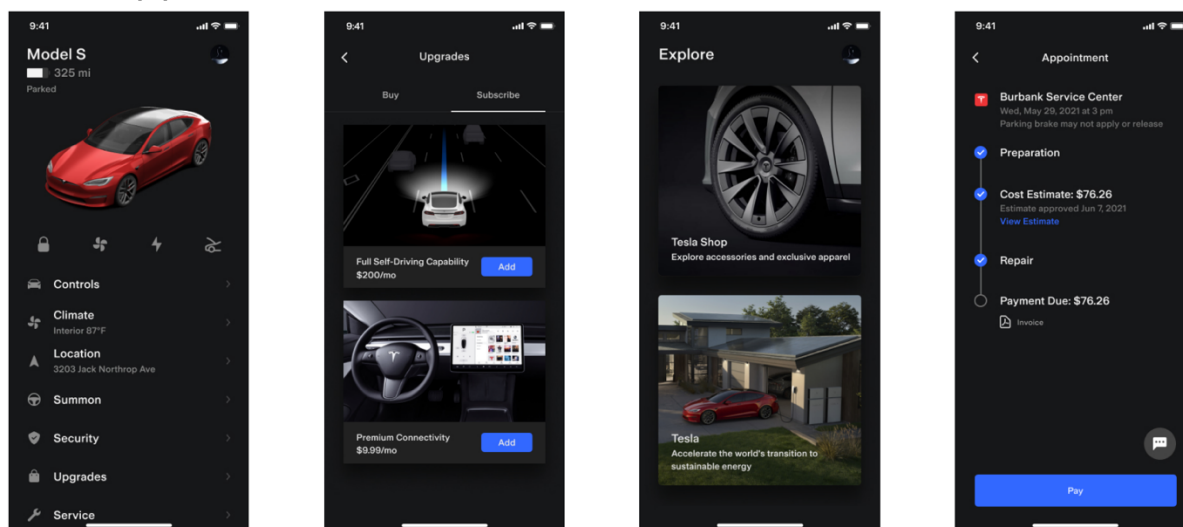 9:41
Model S
325 mi
Parked
Controls
Climate
Interior 87°F
Location
3203 Jack Northrop Ave
Summon
Security
Upgrades
Service
9:41
Upgrades
Buy
Subscribe
Full Self-Driving Capability
$200/mo
Add
Premium Connectivity
$9.99/mo
Add
9:41
Explore
Tesla Shop
Explore accessories and exclusive apparel
Tesla
Accelerate the world's transition to
sustainable energy
9:41
Appointment
Burbank Service Center
Wed, May 29, 2021 at 3 pm
Parking brake may not apply or release
Preparation
Cost Estimate: $76.26
Estimate approved Jun 7, 2021
View Estimate
Repair
Payment Due: $76.26
Invoice
Pay